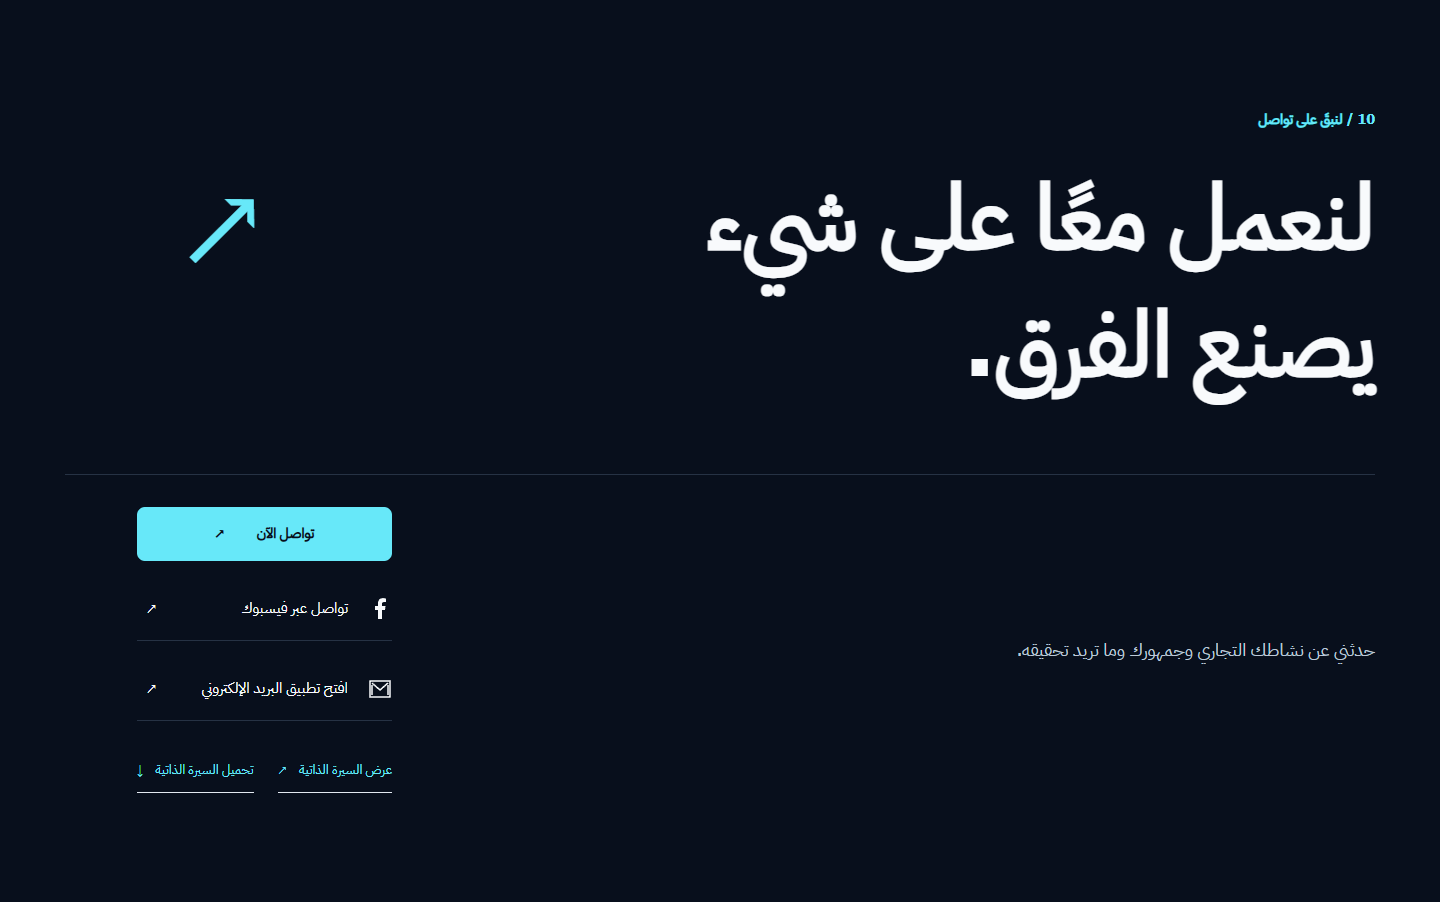 10 / لنبقَ على تواصل
لنعمل معًا على شيء
يصنع الفرق.
حدثني عن نشاطك التجاري وجمهورك وما تريد تحقيقه.
تواصل الآن ↗
تواصل عبر فيسبوك ↗
افتح تطبيق البريد الإلكتروني ↗
عرض السيرة الذاتية ↗
تحميل السيرة الذاتية ↓